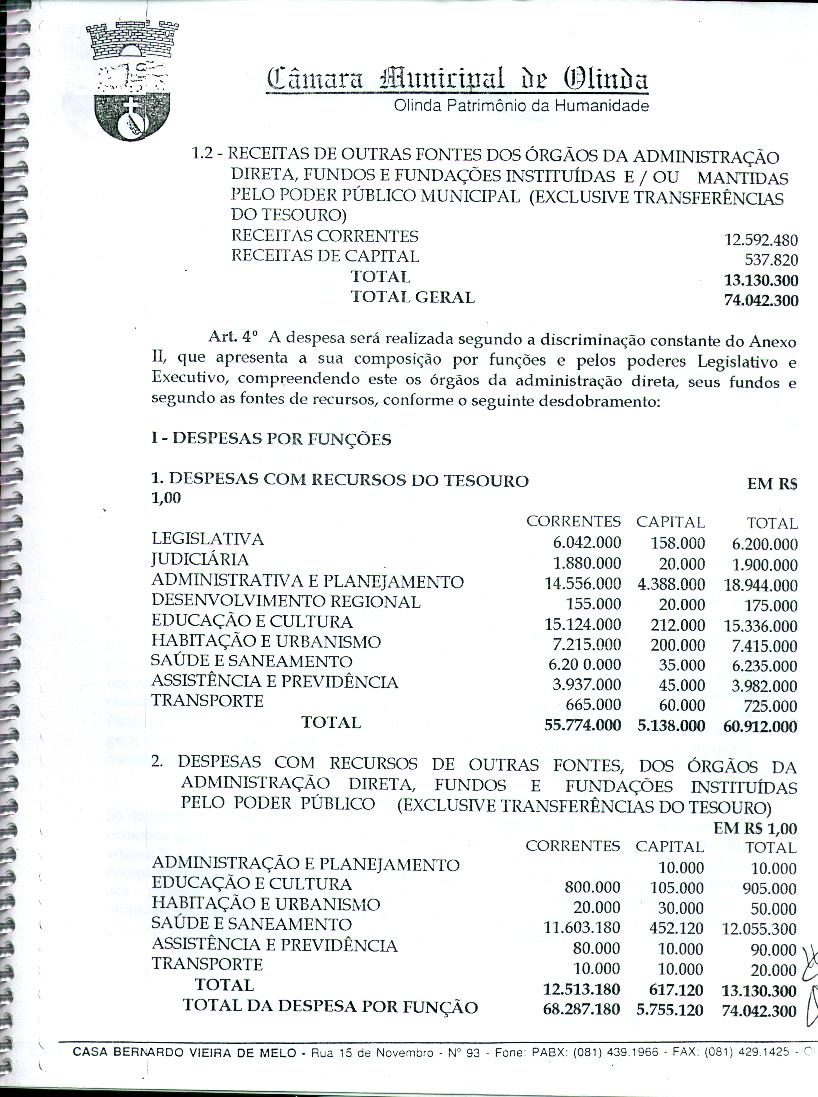 Câmara Municipal de Olinda
Olinda Patrimônio da Humanidade
1.2 - RECEITAS DE OUTRAS FONTES DOS ÓRGÃOS DA ADMINISTRAÇÃO
DIRETA, FUNDOS E FUNDAÇÕES INSTITUÍDAS E / OU MANTIDAS
PELO PODER PÚBLICO MUNICIPAL (EXCLUSIVE TRANSFERÊNCIAS
DO TESOURO)
RECEITAS CORRENTES 12.592.480
RECEITAS DE CAPITAL 537.820
TOTAL 13.130.300
TOTAL GERAL 74.042.300
Art. 4º A despesa será realizada segundo a discriminação constante do Anexo
II, que apresenta a sua composição por funções e pelos poderes Legislativo e
Executivo, compreendendo este os órgãos da administração direta, seus fundos e
segundo as fontes de recursos, conforme o seguinte desdobramento:
I - DESPESAS POR FUNÇÕES
1. DESPESAS COM RECURSOS DO TESOURO EM R$
1,00
CORRENTES CAPITAL TOTAL
LEGISLATIVA 6.042.000 158.000 6.200.000
JUDICIÁRIA 1.880.000 20.000 1.900.000
ADMINISTRATIVA E PLANEJAMENTO 14.556.000 4.388.000 18.944.000
DESENVOLVIMENTO REGIONAL 155.000 20.000 175.000
EDUCAÇÃO E CULTURA 15.124.000 212.000 15.336.000
HABITAÇÃO E URBANISMO 7.215.000 200.000 7.415.000
SAÚDE E SANEAMENTO 6.20 0.000 35.000 6.235.000
ASSISTÊNCIA E PREVIDÊNCIA 3.937.000 45.000 3.982.000
TRANSPORTE 665.000 60.000 725.000
TOTAL 55.774.000 5.138.000 60.912.000
2. DESPESAS COM RECURSOS DE OUTRAS FONTES, DOS ÓRGÃOS DA
ADMINISTRAÇÃO DIRETA, FUNDOS E FUNDAÇÕES INSTITUÍDAS
PELO PODER PÚBLICO (EXCLUSIVE TRANSFERÊNCIAS DO TESOURO)
EM R$ 1,00
CORRENTES CAPITAL TOTAL
ADMINISTRAÇÃO E PLANEJAMENTO 10.000 10.000
EDUCAÇÃO E CULTURA 800.000 105.000 905.000
HABITAÇÃO E URBANISMO 20.000 30.000 50.000
SAÚDE E SANEAMENTO 11.603.180 452.120 12.055.300
ASSISTÊNCIA E PREVIDÊNCIA 80.000 10.000 90.000
TRANSPORTE 10.000 10.000 20.000
TOTAL 12.513.180 617.120 13.130.300
TOTAL DA DESPESA POR FUNÇÃO 68.287.180 5.755.120 74.042.300
CASA BERNARDO VIEIRA DE MELO - Rua 15 de Novembro - Nº 93 - Fone: PABX: (081) 439.1966 - FAX: (081) 429.1425 -